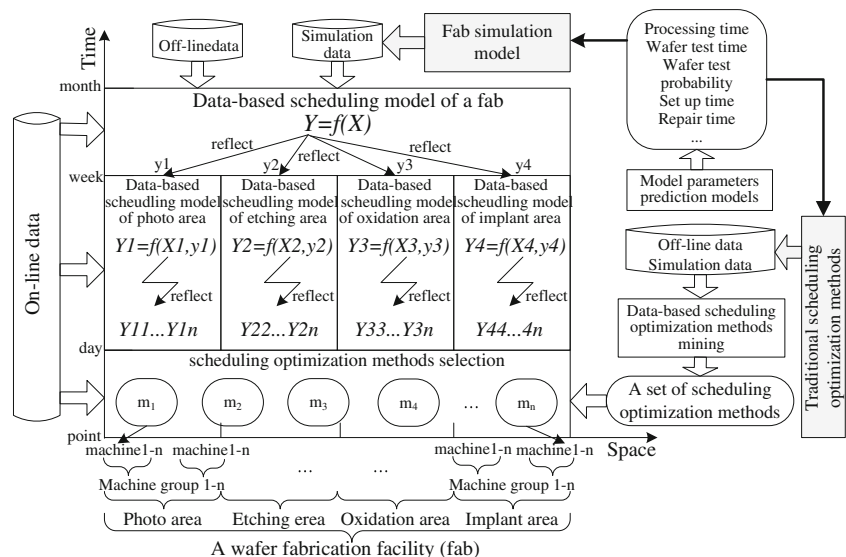 Time
Off-linedata
Simulation
data
Fab simulation
model
Processing time
Wafer test time
Wafer test
probability
Set up time
Repair time
...
month
Data-based scheduling model of a fab
Y=f(X)
reflect
reflect
reflect
reflect
y1
y2
y3
y4
week
Data-based
scheudling model
of photo area
Data-based
scheudling model
of etching area
Data-based
scheudling model
of oxidation area
Data-based
scheudling model
of implant area
Y1=f(X1,y1)
Y2=f(X2,y2)
Y3=f(X3,y3)
Y4=f(X4,y4)
reflect
reflect
reflect
reflect
Y11...Y1n
Y22...Y2n
Y33...Y3n
Y44...4n
On-line data
Model parameters
prediction models
Off-line data
Simulation data
Data-based scheduling
optimization methods
mining
Traditional scheduling
optimization methods
day
scheduling optimization methods selection
m1
m2
m3
m4
...
mn
A set of scheduling
optimization methods
point
Space
machine1-n
machine1-n
...
...
machine1-n
machine1-n
Machine group 1-n
Machine group 1-n
Photo area
Etching erea
Oxidation area
Implant area
A wafer fabrication facility (fab)